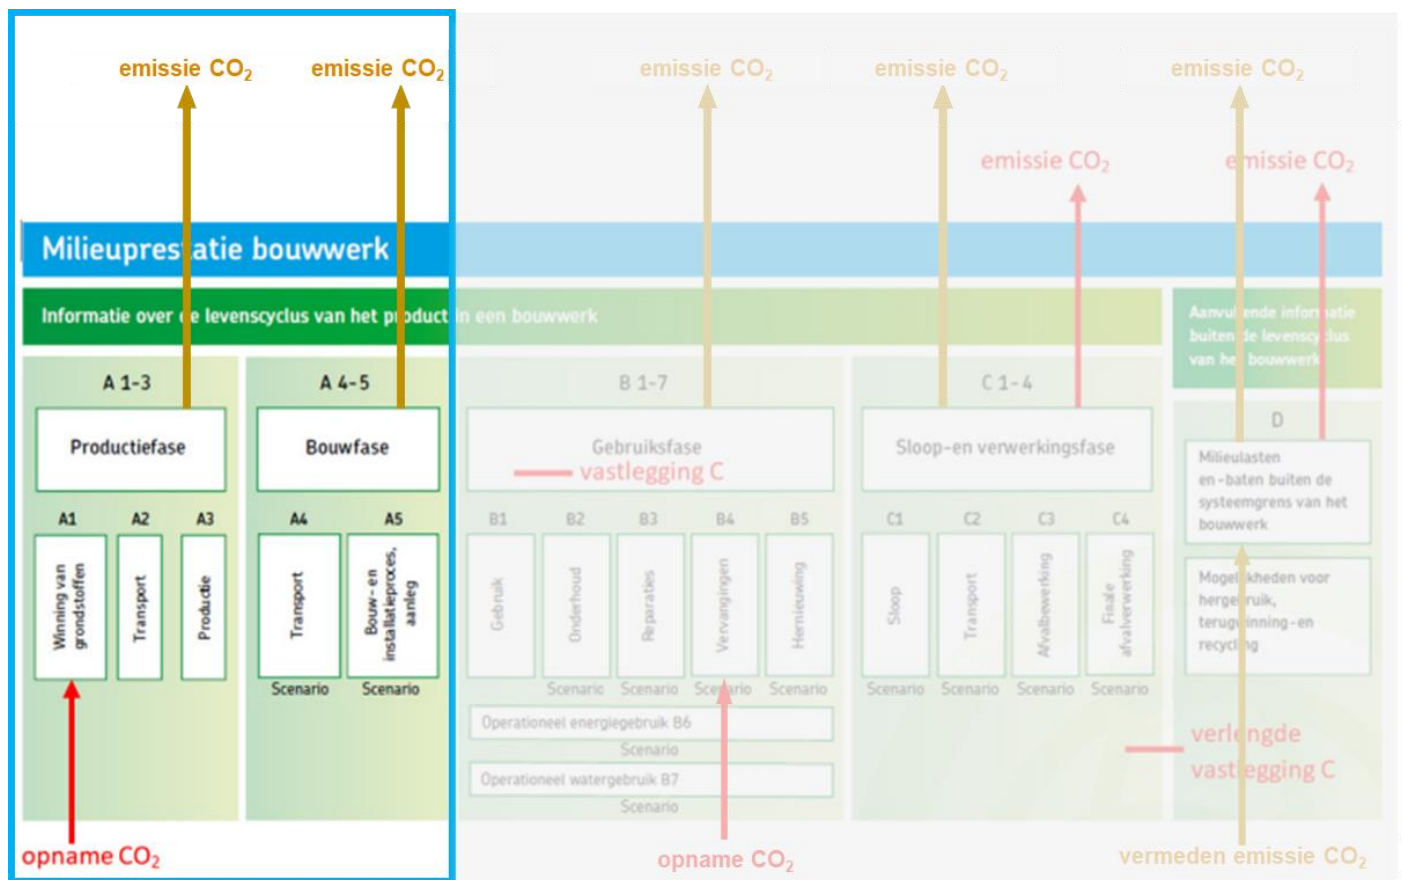 emissie CO₂ emissie CO₂ emissie CO₂ emissie CO₂ emissie CO₂
emissie CO₂ emissie CO₂
Milieuprestatie bouwwerk
Informatie over de levenscyclus van het product in een bouwwerk
Aanvullende informatie
buiten de levenscyclus
van het bouwwerk
A 1-3
Productiefase
A1 A2 A3
Winning van
grondstoffen
Transport
Productie
A 4-5
Bouwfase
A4 A5
Transport
Bouw- en
installatieproces,
aanleg
Scenario Scenario
B 1-7
Gebruiksfase
vastlegging C
B1 B2 B3 B4 B5
Gebruik
Onderhoud
Reparaties
Vervangingen
Hernieuwing
Scenario Scenario Scenario Scenario
Operationeel energiegebruik B6
Scenario
Operationeel watergebruik B7
Scenario
C 1-4
Sloop-en verwerkingsfase
C1 C2 C3 C4
Sloop
Transport
Afvalbewerking
Finale
afvalverwerking
Scenario Scenario Scenario Scenario
D
Milieulasten
en-baten buiten de
systeemgrens van het
bouwwerk
Mogelijkheden voor
hergebruik,
terugwinning-en
recycling
verlengde
vastlegging C
opname CO₂ opname CO₂ vermeden emissie CO₂